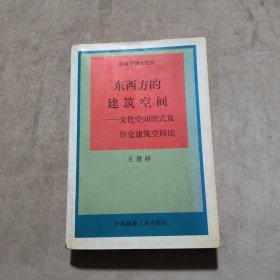 建筑学博士论丛
东西方的
建筑空间
——文化空间图式及
历史建筑空间论
王贵祥
中国建筑工业出版社